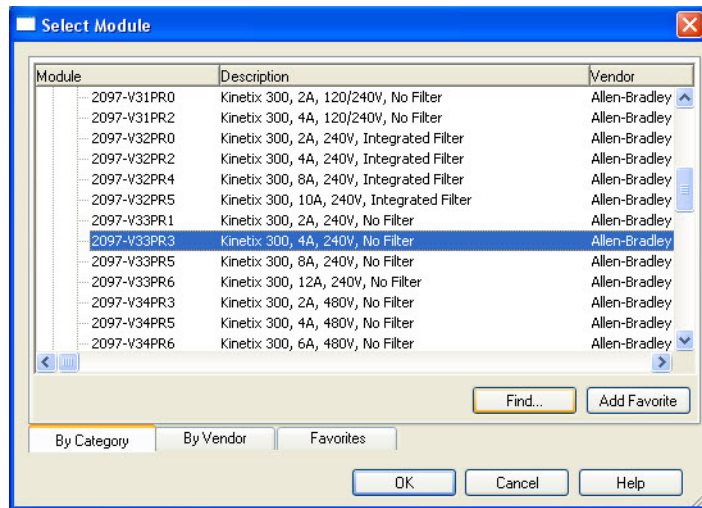 Select Module
Module Description Vendor
2097-V31PR0 Kinetix 300, 2A, 120/240V, No Filter Allen-Bradley
2097-V31PR2 Kinetix 300, 4A, 120/240V, No Filter Allen-Bradley
2097-V32PR0 Kinetix 300, 2A, 240V, Integrated Filter Allen-Bradley
2097-V32PR2 Kinetix 300, 4A, 240V, Integrated Filter Allen-Bradley
2097-V32PR4 Kinetix 300, 8A, 240V, Integrated Filter Allen-Bradley
2097-V32PR5 Kinetix 300, 10A, 240V, Integrated Filter Allen-Bradley
2097-V33PR1 Kinetix 300, 2A, 240V, No Filter Allen-Bradley
2097-V33PR3 Kinetix 300, 4A, 240V, No Filter Allen-Bradley
2097-V33PR5 Kinetix 300, 8A, 240V, No Filter Allen-Bradley
2097-V33PR6 Kinetix 300, 12A, 240V, No Filter Allen-Bradley
2097-V34PR3 Kinetix 300, 2A, 480V, No Filter Allen-Bradley
2097-V34PR5 Kinetix 300, 4A, 480V, No Filter Allen-Bradley
2097-V34PR6 Kinetix 300, 6A, 480V, No Filter Allen-Bradley
Find... Add Favorite
By Category By Vendor Favorites
OK Cancel Help